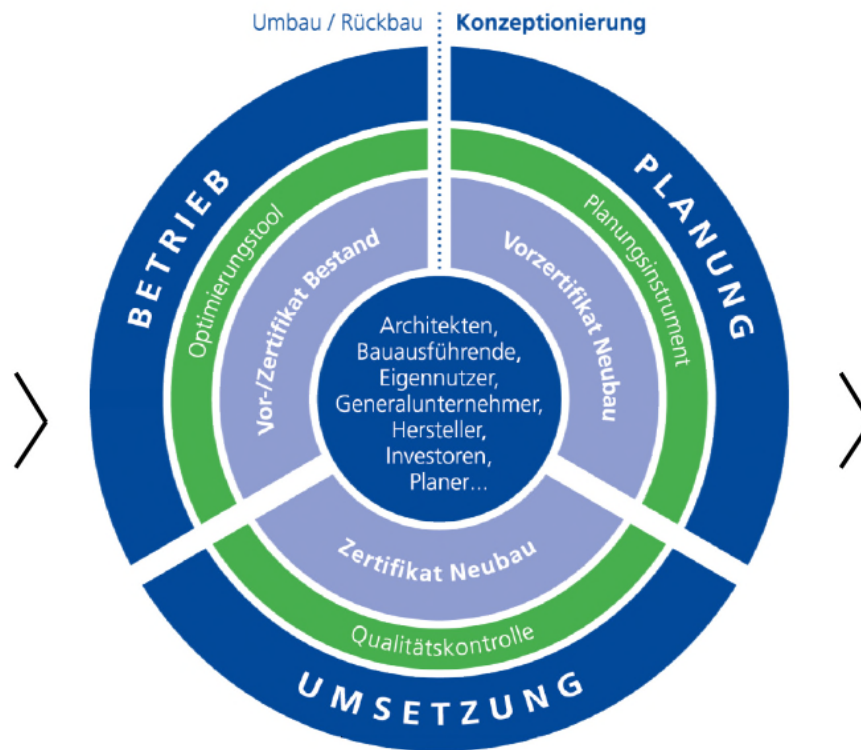 Umbau / Rückbau
Konzeptionierung
BETRIEB
PLANUNG
UMSETZUNG
Optimierungstool
Planungsinstrument
Qualitätskontrolle
Vor-/Zertifikat Bestand
Vorzertifikat Neubau
Zertifikat Neubau
Architekten,
Bauausführende,
Eigennutzer,
Generalunternehmer,
Hersteller,
Investoren,
Planer...